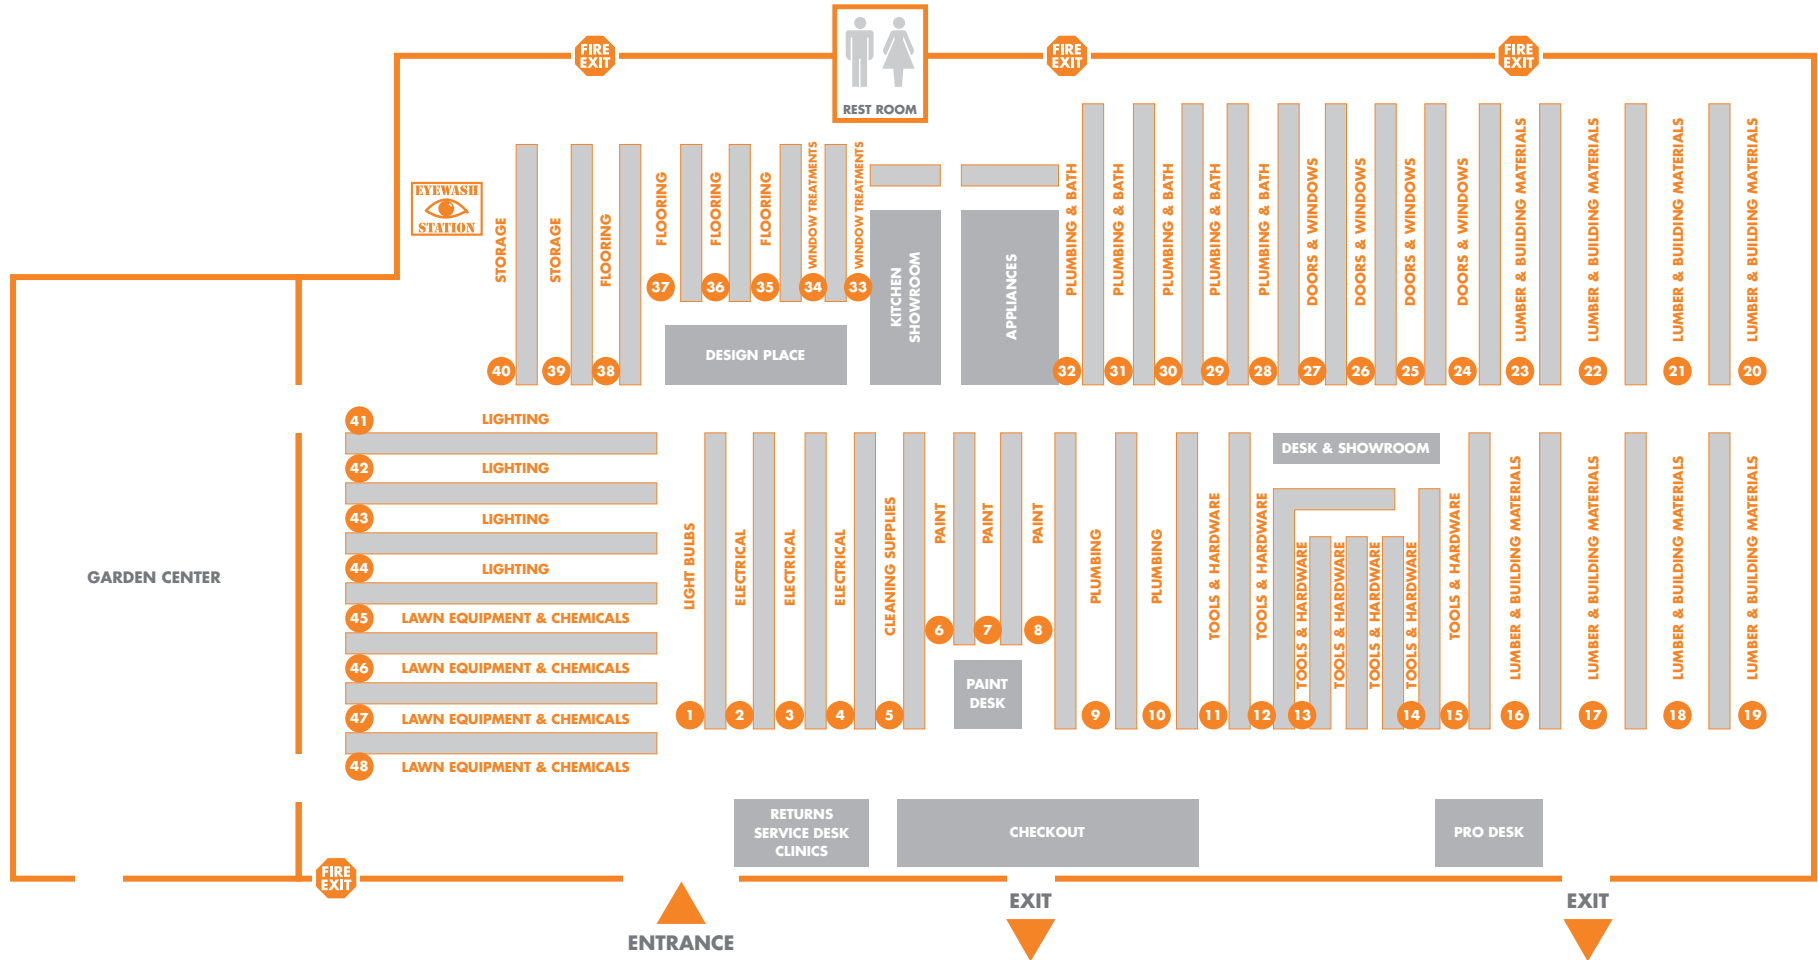 FIRE
EXIT
FIRE
EXIT
FIRE
EXIT
REST ROOM
EYEWASH
STATION
STORAGE
STORAGE
FLOORING
FLOORING
FLOORING
FLOORING
WINDOW TREATMENTS
WINDOW TREATMENTS
KITCHEN
SHOWROOM
APPLIANCES
PLUMBING & BATH
PLUMBING & BATH
PLUMBING & BATH
PLUMBING & BATH
PLUMBING & BATH
DOORS & WINDOWS
DOORS & WINDOWS
DOORS & WINDOWS
DOORS & WINDOWS
LUMBER & BUILDING MATERIALS
LUMBER & BUILDING MATERIALS
LUMBER & BUILDING MATERIALS
LUMBER & BUILDING MATERIALS
37
36
35
34
33
DESIGN PLACE
40
39
38
32
31
30
29
28
27
26
25
24
23
22
21
20
41
LIGHTING
42
LIGHTING
43
LIGHTING
44
LIGHTING
45
LAWN EQUIPMENT & CHEMICALS
46
LAWN EQUIPMENT & CHEMICALS
47
LAWN EQUIPMENT & CHEMICALS
48
LAWN EQUIPMENT & CHEMICALS
GARDEN CENTER
LIGHT BULBS
ELECTRICAL
ELECTRICAL
ELECTRICAL
CLEANING SUPPLIES
PAINT
PAINT
PAINT
PLUMBING
PLUMBING
TOOLS & HARDWARE
TOOLS & HARDWARE
DESK & SHOWROOM
TOOLS & HARDWARE
TOOLS & HARDWARE
TOOLS & HARDWARE
TOOLS & HARDWARE
TOOLS & HARDWARE
LUMBER & BUILDING MATERIALS
LUMBER & BUILDING MATERIALS
LUMBER & BUILDING MATERIALS
LUMBER & BUILDING MATERIALS
6
7
8
PAINT
DESK
1
2
3
4
5
9
10
11
12
13
14
15
16
17
18
19
RETURNS
SERVICE DESK
CLINICS
CHECKOUT
PRO DESK
FIRE
EXIT
ENTRANCE
EXIT
EXIT